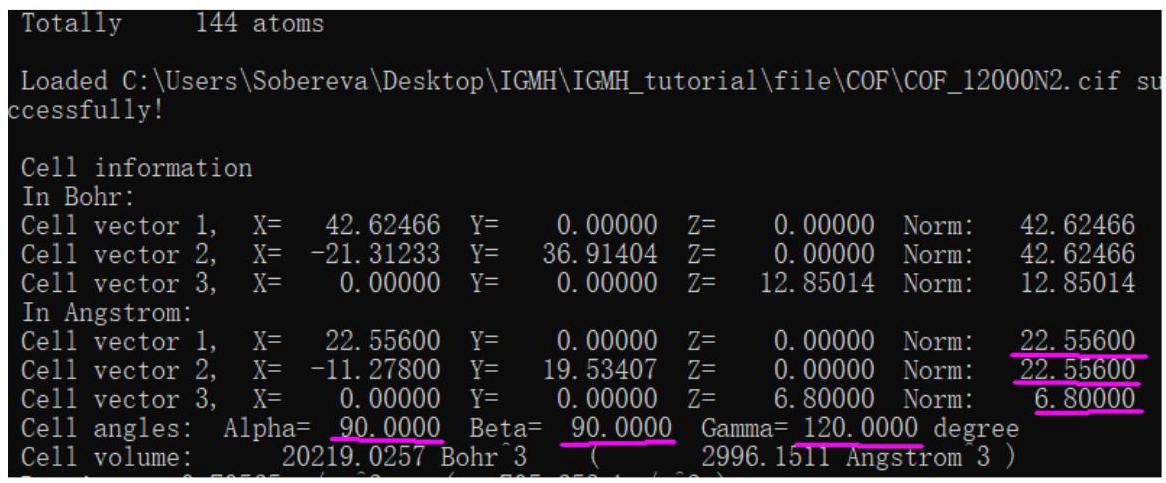 Totally 144 atoms
Loaded C:\Users\Sobereva\Desktop\IGMH\IGMH_tutorial\file\COF\COF_12000N2.cif su
ccessfully!
Cell information
In Bohr:
Cell vector 1, X= 42.62466 Y= 0.00000 Z= 0.00000 Norm: 42.62466
Cell vector 2, X= -21.31233 Y= 36.91404 Z= 0.00000 Norm: 42.62466
Cell vector 3, X= 0.00000 Y= 0.00000 Z= 12.85014 Norm: 12.85014
In Angstrom:
Cell vector 1, X= 22.55600 Y= 0.00000 Z= 0.00000 Norm: 22.55600
Cell vector 2, X= -11.27800 Y= 19.53407 Z= 0.00000 Norm: 22.55600
Cell vector 3, X= 0.00000 Y= 0.00000 Z= 6.80000 Norm: 6.80000
Cell angles: Alpha= 90.0000 Beta= 90.0000 Gamma= 120.0000 degree
Cell volume: 20219.0257 Bohr^3 ( 2996.1511 Angstrom^3 )